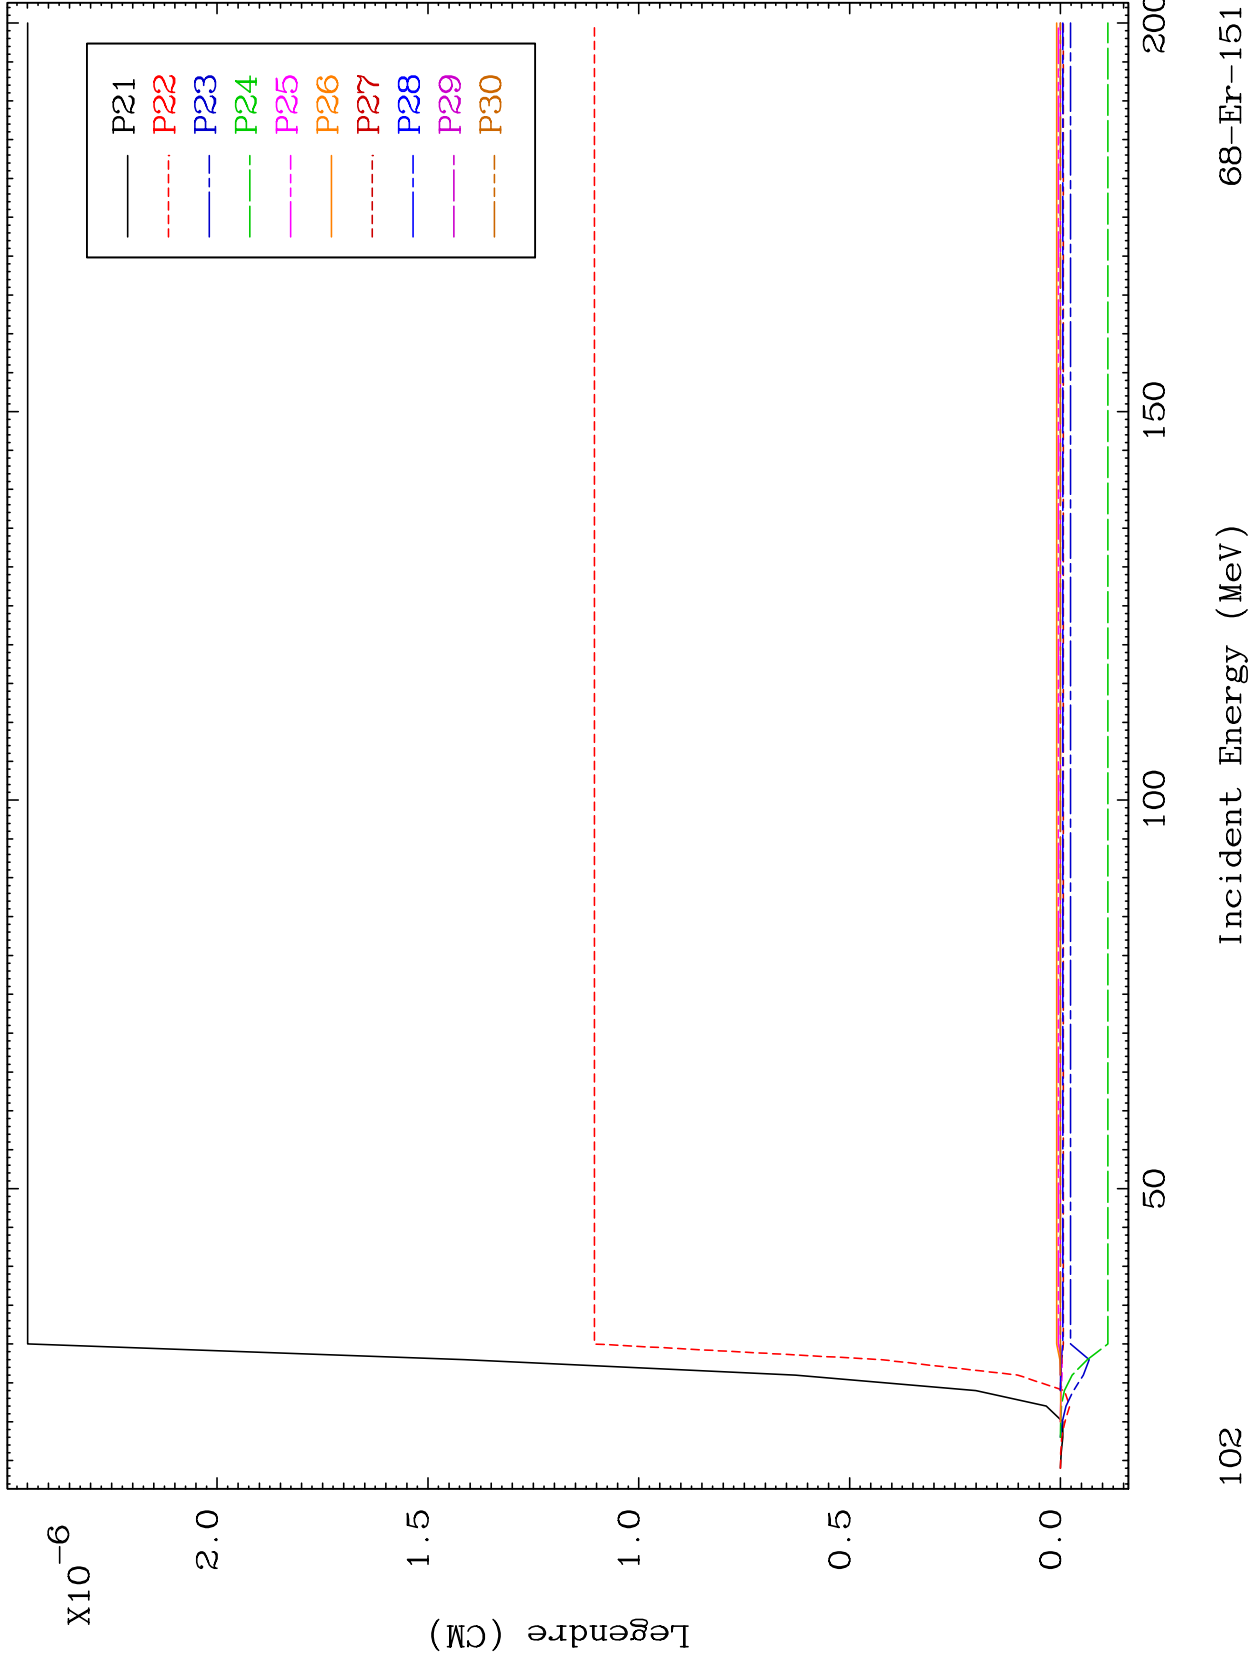 X10-6
2.0
1.5
1.0
0.5
0.0
Legendre (CM)
P21
P22
P23
P24
P25
P26
P27
P28
P29
P30
50
100
150
200
Incident Energy (MeV)
102
68-Er-151